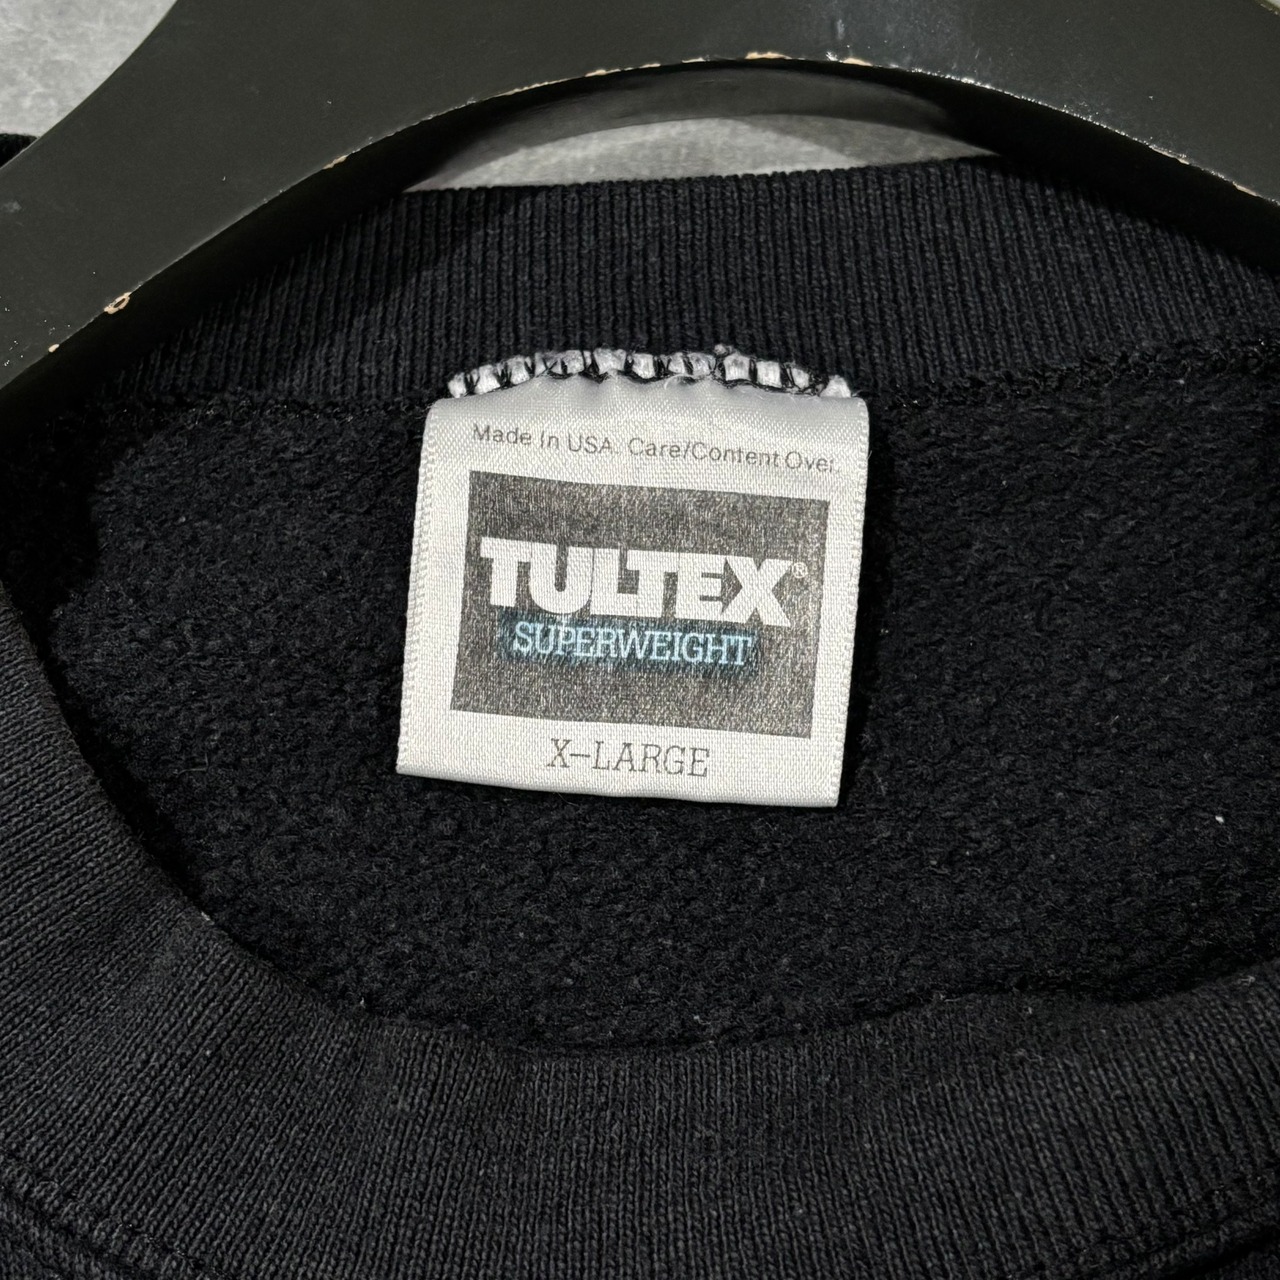 Made In USA. Care/Content Over.
TULTEX®
SUPERWEIGHT
X-LARGE